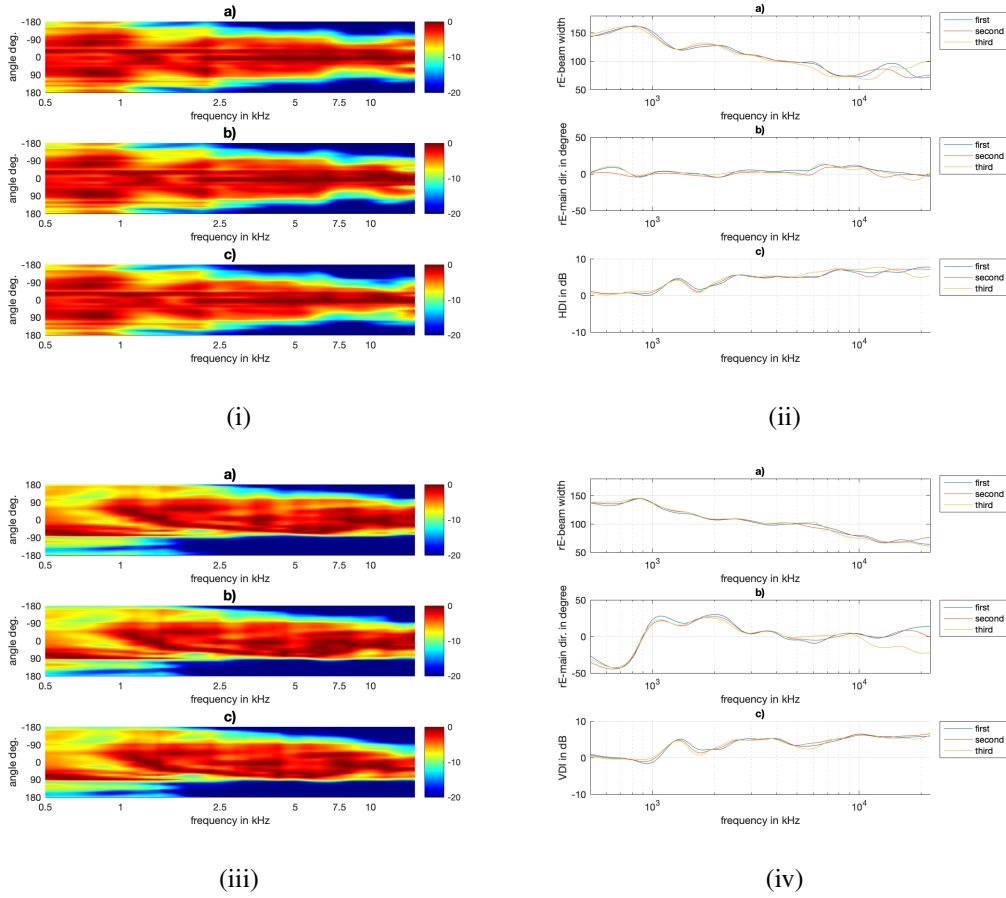 a)
-180
-90
0
90
180
angle deg.
0.5 1 2.5 5 7.5 10
frequency in kHz
0
-10
-20
b)
-180
-90
0
90
180
angle deg.
0.5 1 2.5 5 7.5 10
frequency in kHz
0
-10
-20
c)
-180
-90
0
90
180
angle deg.
0.5 1 2.5 5 7.5 10
frequency in kHz
0
-10
-20
(i)
a)
150
100
50
rE-beam width
10³ 10⁴
frequency in kHz
first
second
third
b)
50
0
-50
rE-main dir. in degree
10³ 10⁴
frequency in kHz
first
second
third
c)
10
0
-10
HDI in dB
10³ 10⁴
frequency in kHz
first
second
third
(ii)
a)
180
90
0
-90
-180
angle deg.
0.5 1 2.5 5 7.5 10
frequency in kHz
0
-10
-20
b)
-180
-90
0
90
180
angle deg.
0.5 1 2.5 5 7.5 10
frequency in kHz
0
-10
-20
c)
-180
-90
0
90
180
angle deg.
0.5 1 2.5 5 7.5 10
frequency in kHz
0
-10
-20
(iii)
a)
150
100
50
rE-beam width
10³ 10⁴
frequency in kHz
first
second
third
b)
50
0
-50
rE-main dir. in degree
10³ 10⁴
frequency in kHz
first
second
third
c)
10
0
-10
VDI in dB
10³ 10⁴
frequency in kHz
first
second
third
(iv)